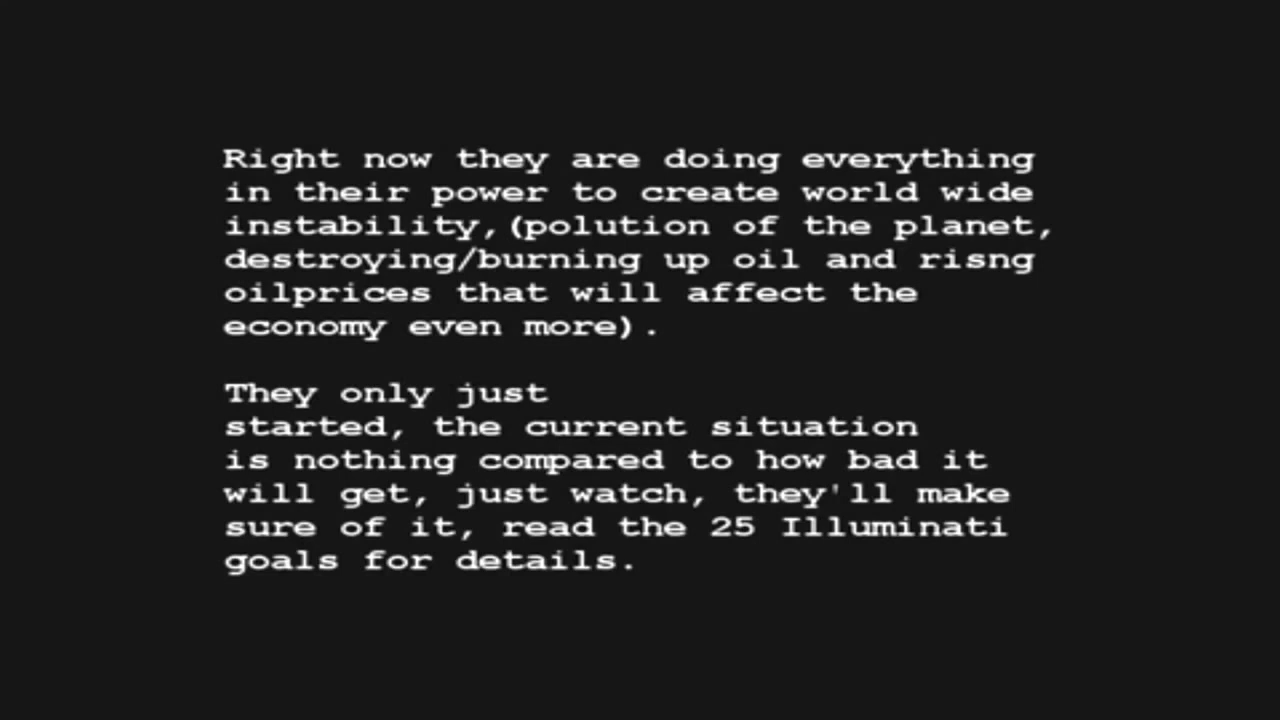 Right now they are doing everything
in their power to create world wide
instability,(polution of the planet,
destroying/burning up oil and risng
oilprices that will affect the
economy even more).
They only just
started, the current situation
is nothing compared to how bad it
will get, just watch, they'll make
sure of it, read the 25 Illuminati
goals for details.